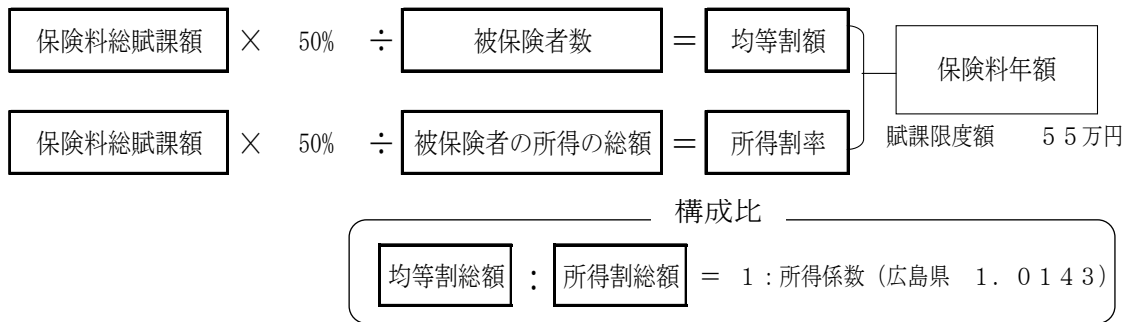 保険料総賦課額 × 50% ÷ 被保険者数 = 均等割額
保険料年額
保険料総賦課額 × 50% ÷ 被保険者の所得の総額 = 所得割率
賦課限度額 55万円
構成比
均等割総額 : 所得割総額 = 1:所得係数(広島県 1.0143)